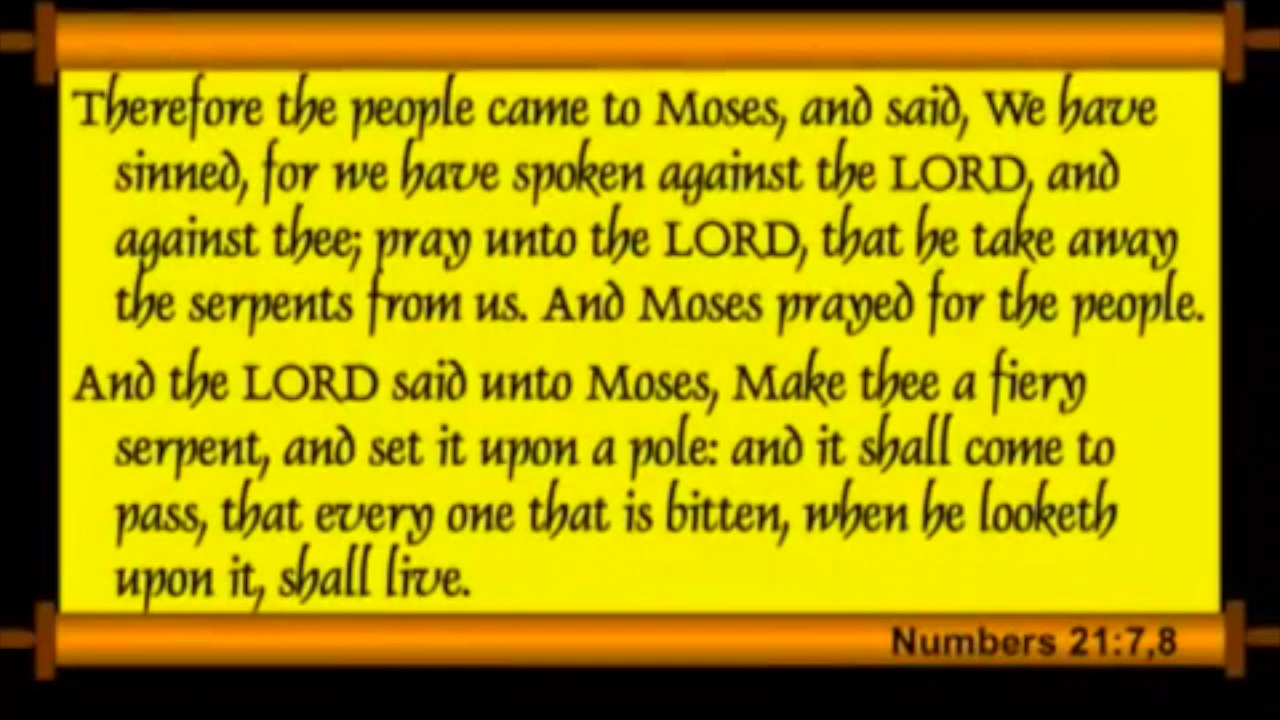 Therefore the people came to Moses, and said, We have
sinned, for we have spoken against the LORD, and
against thee; pray unto the LORD, that he take away
the serpents from us. And Moses prayed for the people.
And the LORD said unto Moses, Make thee a fiery
serpent, and set it upon a pole: and it shall come to
pass, that every one that is bitten, when he looketh
upon it, shall live.
Numbers 21:7,8